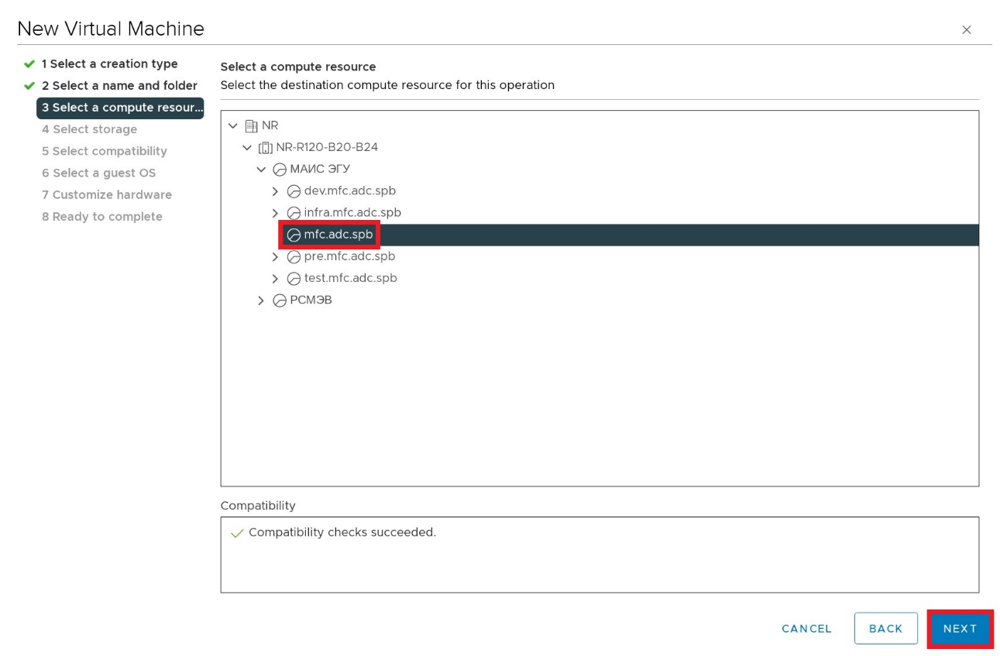 New Virtual Machine
1 Select a creation type
2 Select a name and folder
3 Select a compute resour...
4 Select storage
5 Select compatibility
6 Select a guest OS
7 Customize hardware
8 Ready to complete
Select a compute resource
Select the destination compute resource for this operation
NR
NR-R120-B20-B24
МАИС ЭГУ
dev.mfc.adc.spb
infra.mfc.adc.spb
mfc.adc.spb
pre.mfc.adc.spb
test.mfc.adc.spb
РСМЭВ
Compatibility
Compatibility checks succeeded.
CANCEL
BACK
NEXT